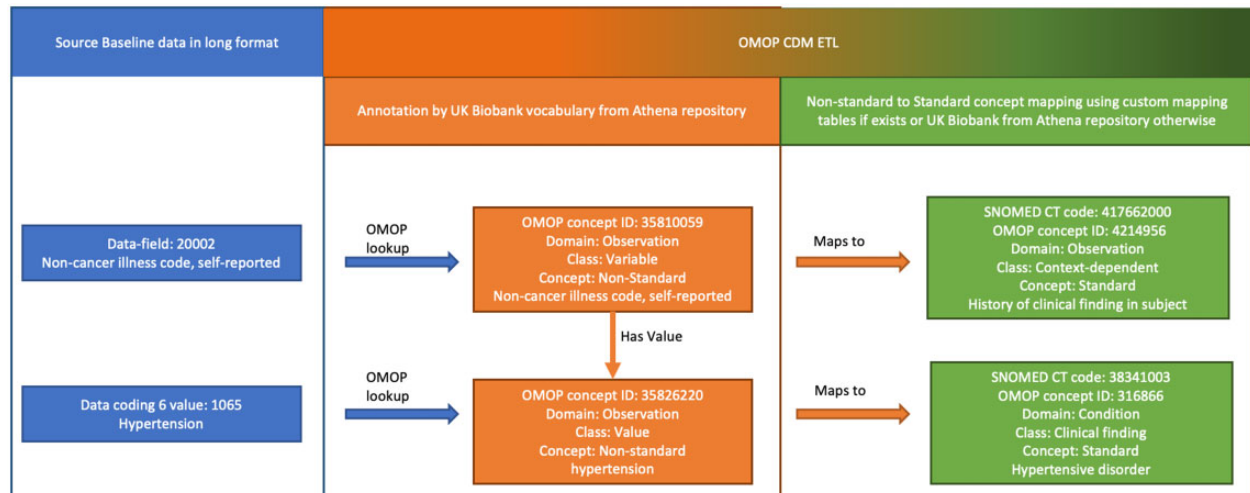 Source Baseline data in long format
OMOP CDM ETL
Annotation by UK Biobank vocabulary from Athena repository
Non-standard to Standard concept mapping using custom mapping
tables if exists or UK Biobank from Athena repository otherwise
Data-field: 20002
Non-cancer illness code, self-reported
OMOP
lookup
OMOP concept ID: 35810059
Domain: Observation
Class: Variable
Concept: Non-Standard
Non-cancer illness code, self-reported
Maps to
SNOMED CT code: 417662000
OMOP concept ID: 4214956
Domain: Observation
Class: Context-dependent
Concept: Standard
History of clinical finding in subject
Has Value
Data coding 6 value: 1065
Hypertension
OMOP
lookup
OMOP concept ID: 35826220
Domain: Observation
Class: Value
Concept: Non-standard
hypertension
Maps to
SNOMED CT code: 38341003
OMOP concept ID: 316866
Domain: Condition
Class: Clinical finding
Concept: Standard
Hypertensive disorder